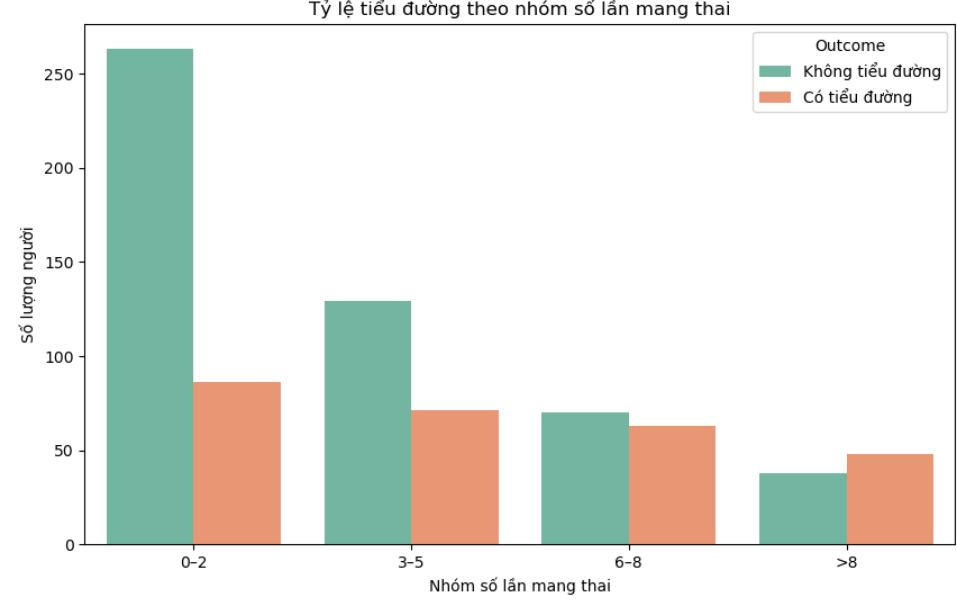 Tỷ lệ tiểu đường theo nhóm số lần mang thai
Outcome
Không tiểu đường
Có tiểu đường
Số lượng người
250
200
150
100
50
0
0–2
3–5
6–8
>8
Nhóm số lần mang thai